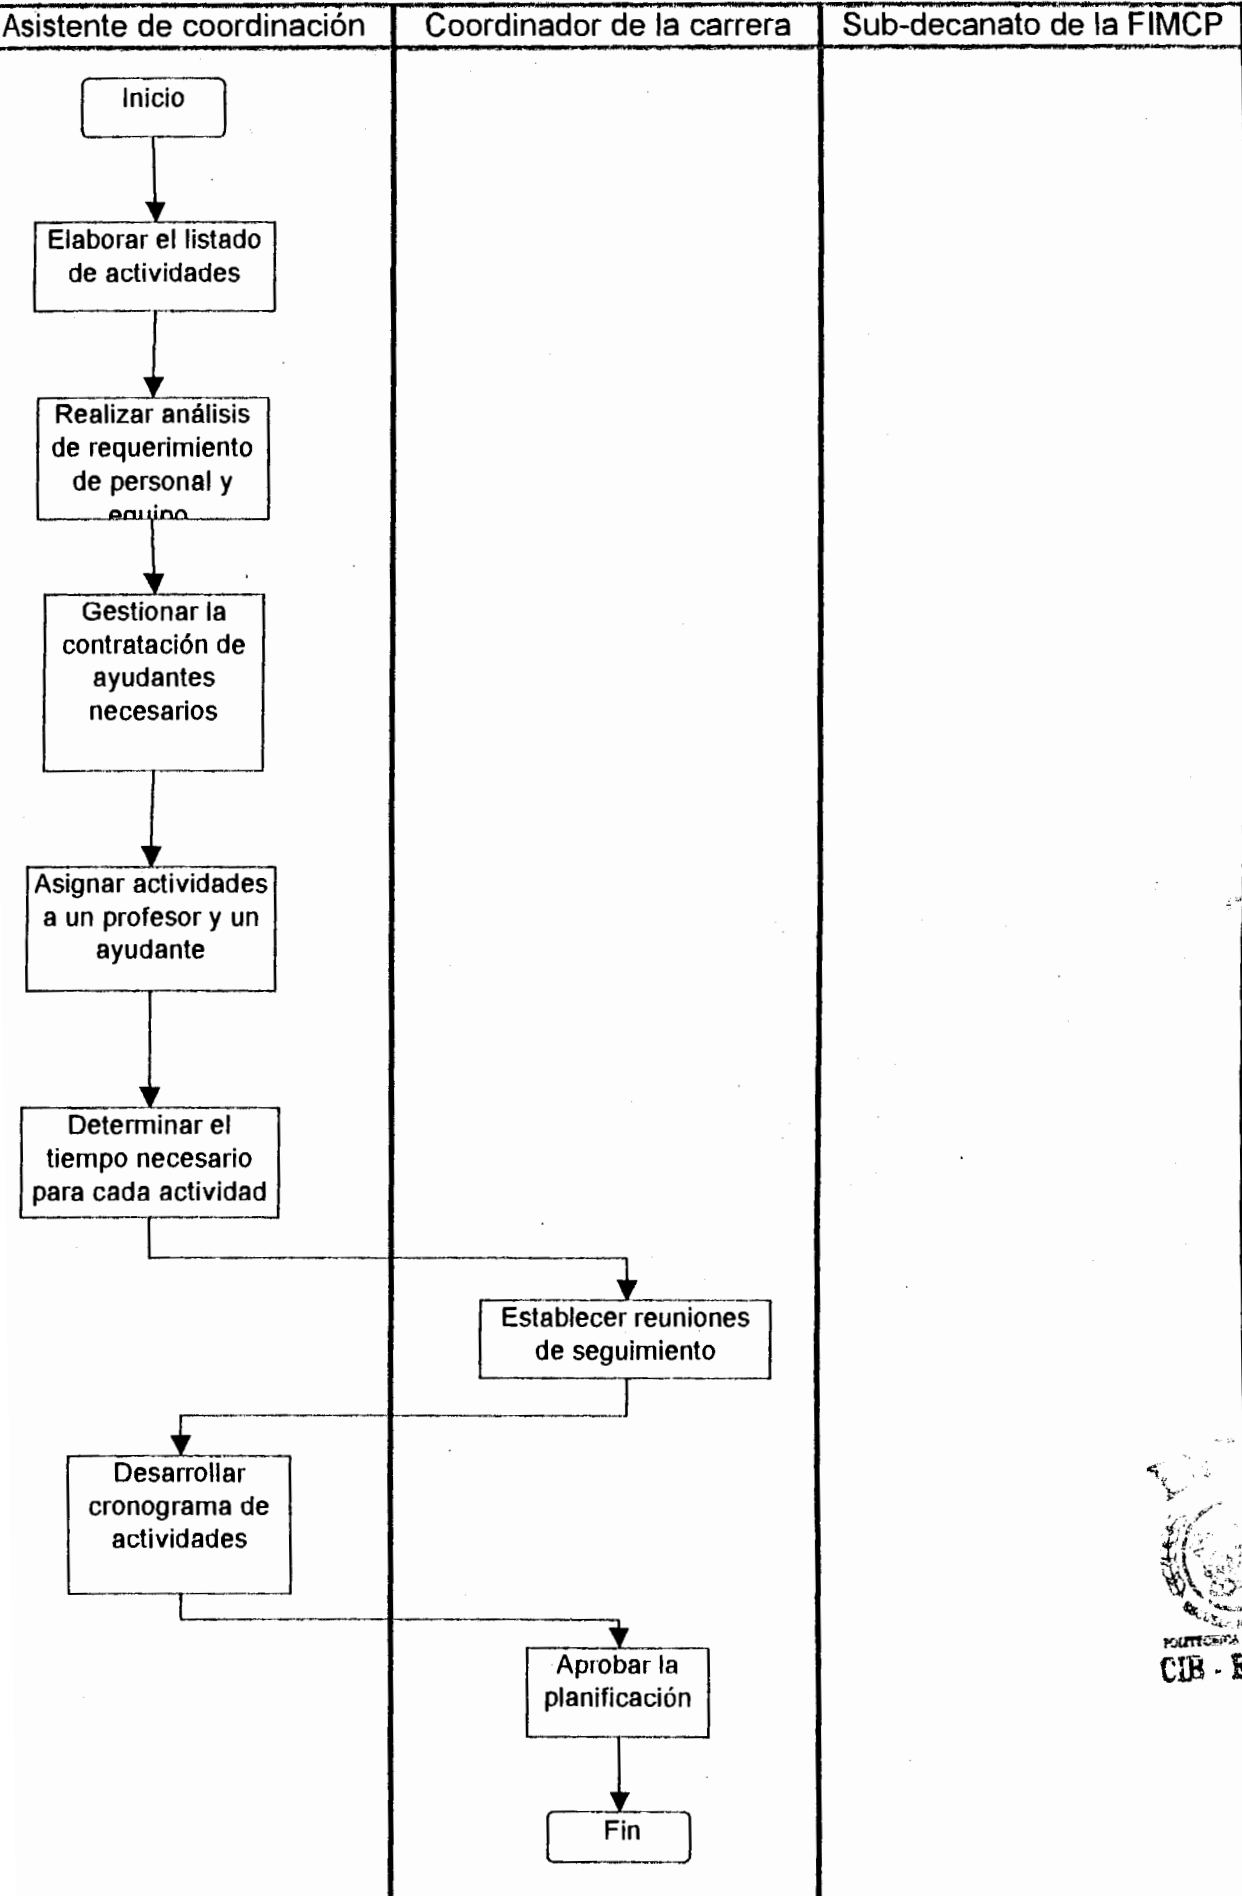 Asistente de coordinación
Coordinador de la carrera
Sub-decanato de la FIMCP
Inicio
Elaborar el listado
de actividades
Realizar análisis
de requerimiento
de personal y
equipo
Gestionar la
contratación de
ayudantes
necesarios
Asignar actividades
a un profesor y un
ayudante
Determinar el
tiempo necesario
para cada actividad
Establecer reuniones
de seguimiento
Desarrollar
cronograma de
actividades
Aprobar la
planificación
Fin
POLITECNICA
CIB - E